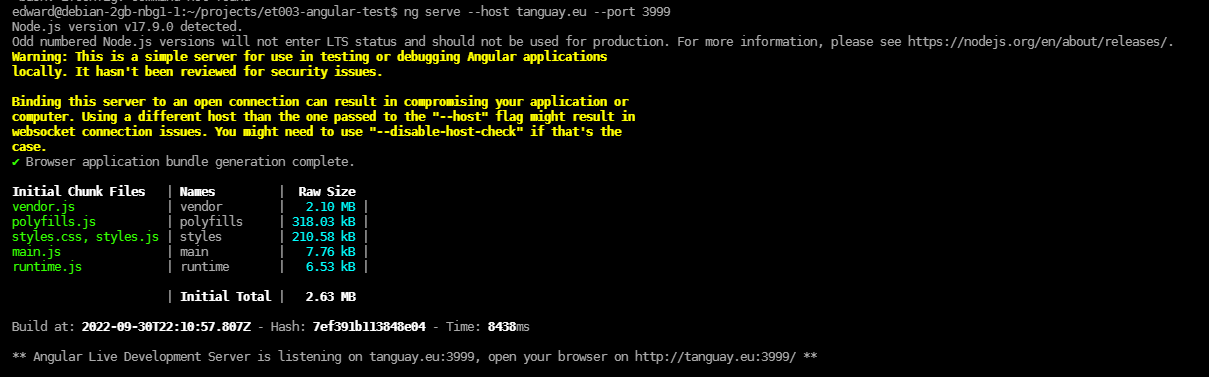 edward@debian-2gb-nbg1-1:~/projects/et003-angular-test$ ng serve --host tanguay.eu --port 3999
Node.js version v17.9.0 detected.
Odd numbered Node.js versions will not enter LTS status and should not be used for production. For more information, please see https://nodejs.org/en/about/releases/.
Warning: This is a simple server for use in testing or debugging Angular applications
locally. It hasn't been reviewed for security issues.
Binding this server to an open connection can result in compromising your application or
computer. Using a different host than the one passed to the "--host" flag might result in
websocket connection issues. You might need to use "--disable-host-check" if that's the
case.
✔ Browser application bundle generation complete.
Initial Chunk Files | Names | Raw Size
vendor.js | vendor | 2.10 MB |
polyfills.js | polyfills | 318.03 kB |
styles.css, styles.js | styles | 210.58 kB |
main.js | main | 7.76 kB |
runtime.js | runtime | 6.53 kB |
| Initial Total | 2.63 MB
Build at: 2022-09-30T22:10:57.807Z - Hash: 7ef391b113848e04 - Time: 8438ms
** Angular Live Development Server is listening on tanguay.eu:3999, open your browser on http://tanguay.eu:3999/ **